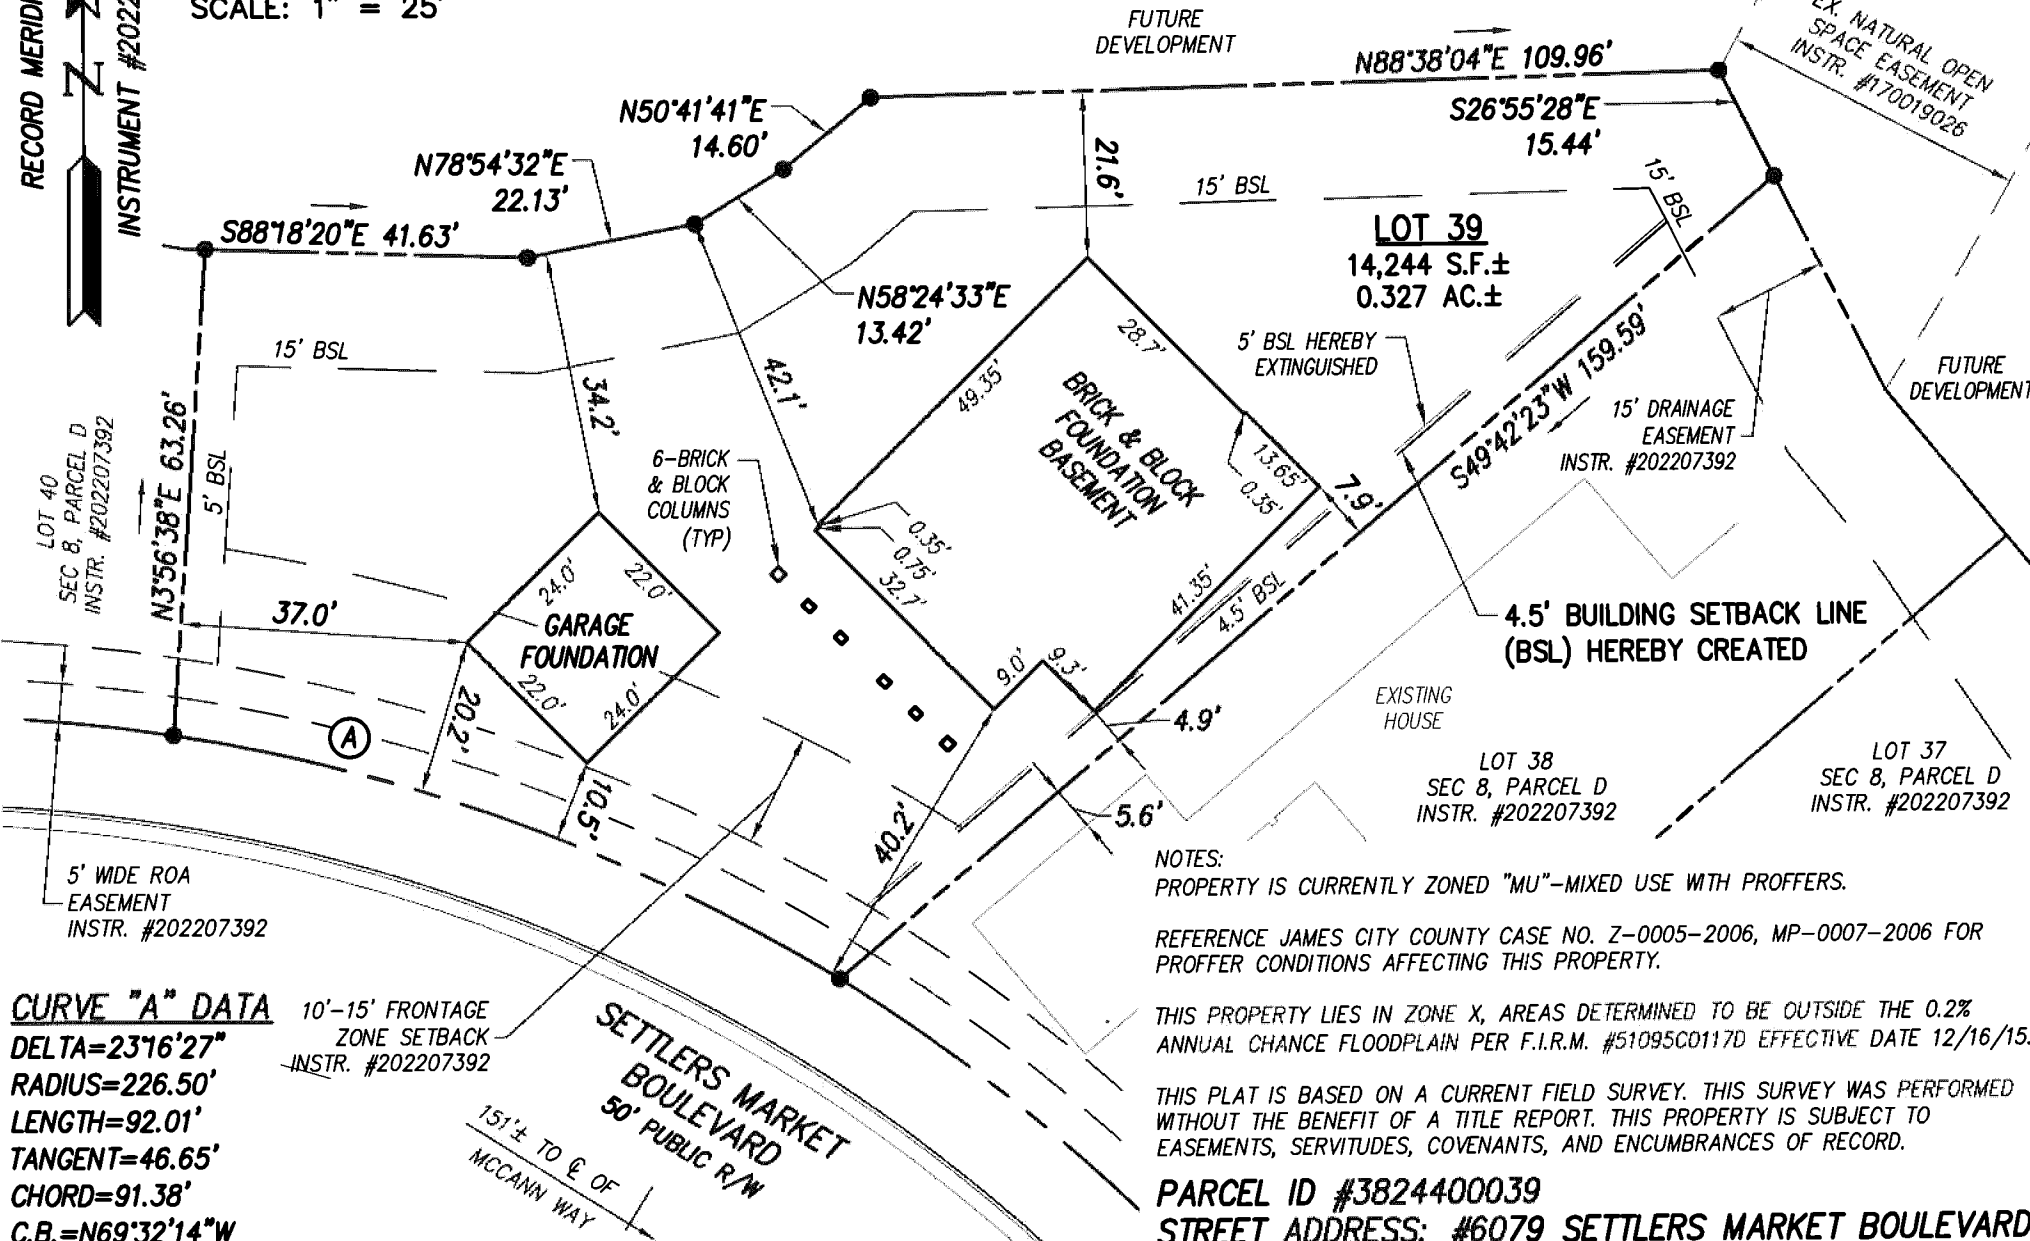 SCALE: 1" = 25'
RECORD MERIDI
INSTRUMENT #2022
N
FUTURE
DEVELOPMENT
N88°38'04"E 109.96'
EX. NATURAL OPEN
SPACE EASEMENT
INSTR. #170019026
N50°41'41"E
14.60'
S26°55'28"E
15.44'
N78°54'32"E
22.13'
21.6'
15' BSL
15' BSL
S88°18'20"E 41.63'
LOT 39
14,244 S.F.±
0.327 AC.±
N58°24'33"E
13.42'
15' BSL
34.2'
42.1'
49.35'
28.7'
BRICK & BLOCK
FOUNDATION
BASEMENT
5' BSL HEREBY
EXTINGUISHED
S49°42'23"W 159.59'
FUTURE
DEVELOPMENT
15' DRAINAGE
EASEMENT
INSTR. #202207392
LOT 40
SEC 8, PARCEL D
INSTR. #202207392
N3°56'38"E 63.26'
5' BSL
6-BRICK
& BLOCK
COLUMNS
(TYP)
13.65'
0.35'
7.9'
0.35'
0.75'
32.7'
41.35'
4.5' BSL
24.0'
22.0'
GARAGE
FOUNDATION
22.0'
24.0'
37.0'
4.5' BUILDING SETBACK LINE
(BSL) HEREBY CREATED
9.0'
9.3'
20.2'
A
4.9'
EXISTING
HOUSE
10.5'
40.2'
5.6'
LOT 38
SEC 8, PARCEL D
INSTR. #202207392
LOT 37
SEC 8, PARCEL D
INSTR. #202207392
5' WIDE ROA
EASEMENT
INSTR. #202207392
NOTES:
PROPERTY IS CURRENTLY ZONED "MU"-MIXED USE WITH PROFFERS.
REFERENCE JAMES CITY COUNTY CASE NO. Z-0005-2006, MP-0007-2006 FOR
PROFFER CONDITIONS AFFECTING THIS PROPERTY.
THIS PROPERTY LIES IN ZONE X, AREAS DETERMINED TO BE OUTSIDE THE 0.2%
ANNUAL CHANCE FLOODPLAIN PER F.I.R.M. #51095C0117D EFFECTIVE DATE 12/16/15.
THIS PLAT IS BASED ON A CURRENT FIELD SURVEY. THIS SURVEY WAS PERFORMED
WITHOUT THE BENEFIT OF A TITLE REPORT. THIS PROPERTY IS SUBJECT TO
EASEMENTS, SERVITUDES, COVENANTS, AND ENCUMBRANCES OF RECORD.
PARCEL ID #3824400039
STREET ADDRESS: #6079 SETTLERS MARKET BOULEVARD
CURVE "A" DATA
DELTA=23°16'27"
RADIUS=226.50'
LENGTH=92.01'
TANGENT=46.65'
CHORD=91.38'
C.B.=N69°32'14"W
10'-15' FRONTAGE
ZONE SETBACK
INSTR. #202207392
SETTLERS MARKET
BOULEVARD
50' PUBLIC R/W
151'± TO ℄ OF
MCCANN WAY